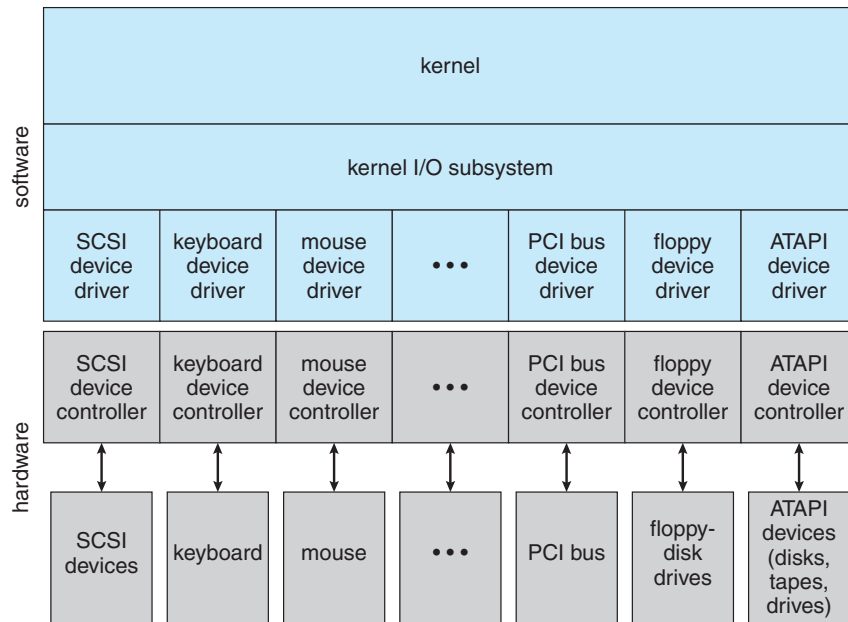 software
kernel
kernel I/O subsystem
SCSI
device
driver
keyboard
device
driver
mouse
device
driver
•••
PCI bus
device
driver
floppy
device
driver
ATAPI
device
driver
hardware
SCSI
device
controller
keyboard
device
controller
mouse
device
controller
•••
PCI bus
device
controller
floppy
device
controller
ATAPI
device
controller
SCSI
devices
keyboard
mouse
•••
PCI bus
floppy-
disk
drives
ATAPI
devices
(disks,
tapes,
drives)